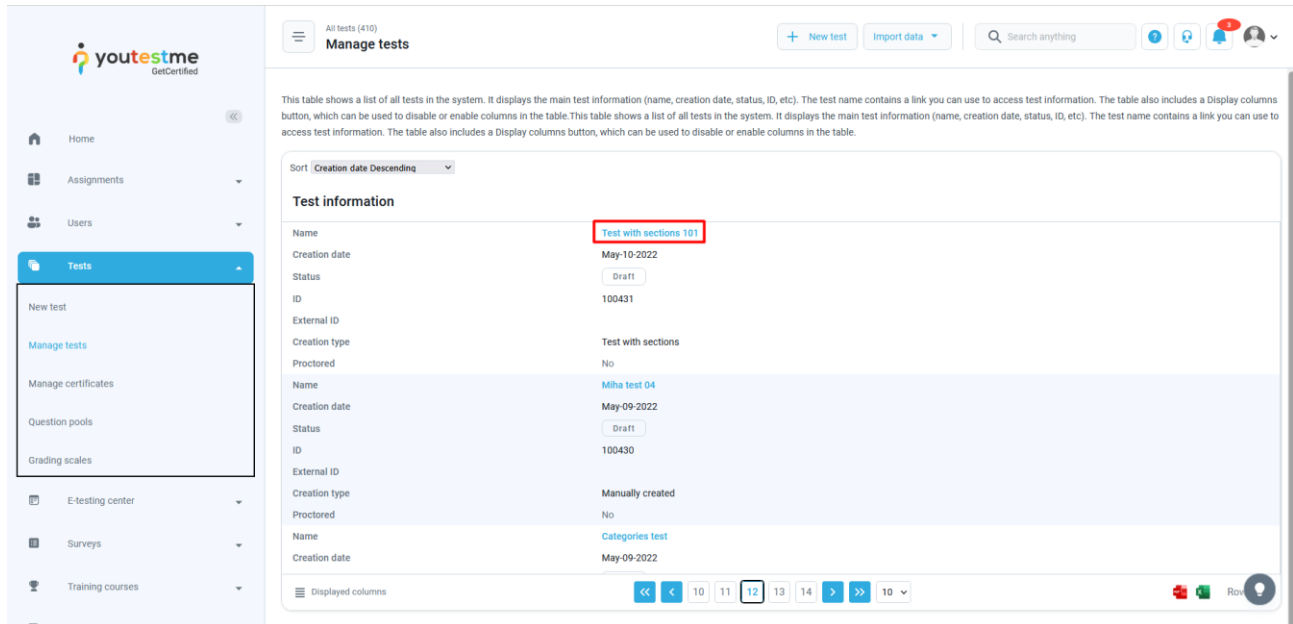 youtestme
GetCertified
Home
Assignments
Users
Tests
New test
Manage tests
Manage certificates
Question pools
Grading scales
E-testing center
Surveys
Training courses
All tests (410)
Manage tests
New test
Import data
Search anything
3
This table shows a list of all tests in the system. It displays the main test information (name, creation date, status, ID, etc). The test name contains a link you can use to access test information. The table also includes a Display columns
button, which can be used to disable or enable columns in the table.This table shows a list of all tests in the system. It displays the main test information (name, creation date, status, ID, etc). The test name contains a link you can use to
access test information. The table also includes a Display columns button, which can be used to disable or enable columns in the table.
Sort Creation date Descending
Test information
Name Test with sections 101
Creation date May-10-2022
Status Draft
ID 100431
External ID
Creation type Test with sections
Proctored No
Name Miha test 04
Creation date May-09-2022
Status Draft
ID 100430
External ID
Creation type Manually created
Proctored No
Name Categories test
Creation date May-09-2022
Displayed columns 10 11 12 13 14 10